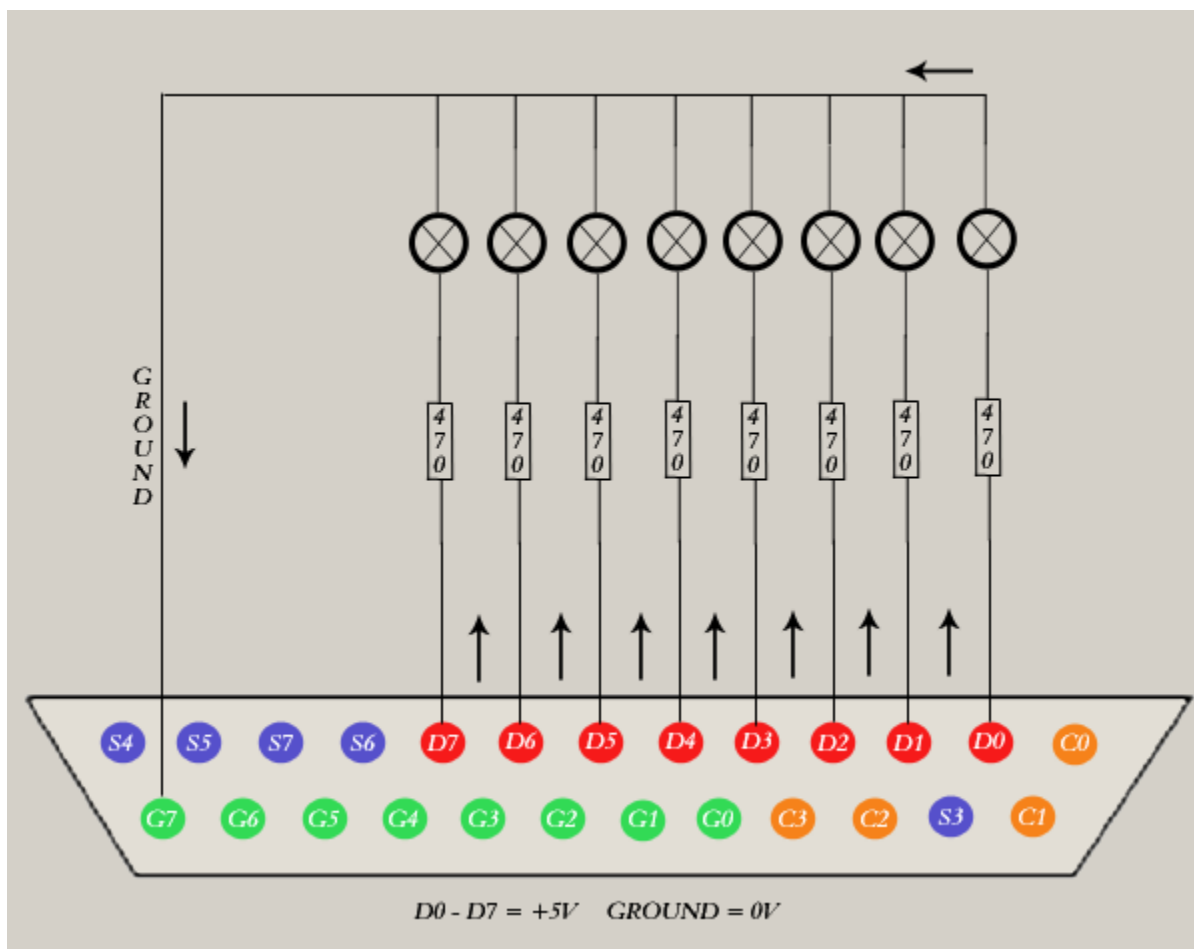 GROUND
470 470 470 470 470 470 470 470
S4 S5 S7 S6 D7 D6 D5 D4 D3 D2 D1 D0 C0
G7 G6 G5 G4 G3 G2 G1 G0 C3 C2 S3 C1
D0 - D7 = +5V GROUND = 0V